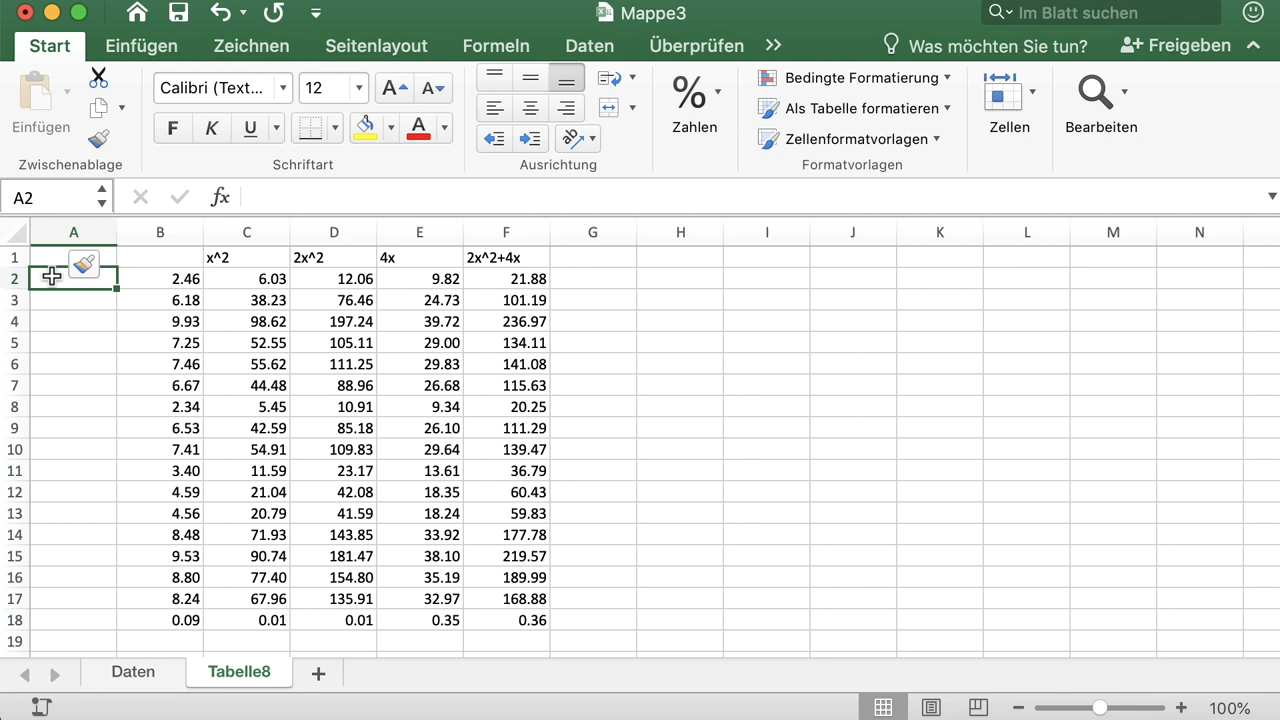 Mappe3
Im Blatt suchen
Start Einfügen Zeichnen Seitenlayout Formeln Daten Überprüfen >> Was möchten Sie tun? Freigeben
Einfügen
Zwischenablage
Calibri (Text... 12
F K U A
Schriftart
Ausrichtung
%
Zahlen
Bedingte Formatierung
Als Tabelle formatieren
Zellenformatvorlagen
Formatvorlagen
Zellen
Bearbeiten
A2 fx
A B C D E F G H I J K L M N
1 x^2 2x^2 4x 2x^2+4x
2 2.46 6.03 12.06 9.82 21.88
3 6.18 38.23 76.46 24.73 101.19
4 9.93 98.62 197.24 39.72 236.97
5 7.25 52.55 105.11 29.00 134.11
6 7.46 55.62 111.25 29.83 141.08
7 6.67 44.48 88.96 26.68 115.63
8 2.34 5.45 10.91 9.34 20.25
9 6.53 42.59 85.18 26.10 111.29
10 7.41 54.91 109.83 29.64 139.47
11 3.40 11.59 23.17 13.61 36.79
12 4.59 21.04 42.08 18.35 60.43
13 4.56 20.79 41.59 18.24 59.83
14 8.48 71.93 143.85 33.92 177.78
15 9.53 90.74 181.47 38.10 219.57
16 8.80 77.40 154.80 35.19 189.99
17 8.24 67.96 135.91 32.97 168.88
18 0.09 0.01 0.01 0.35 0.36
19
Daten Tabelle8 +
100%